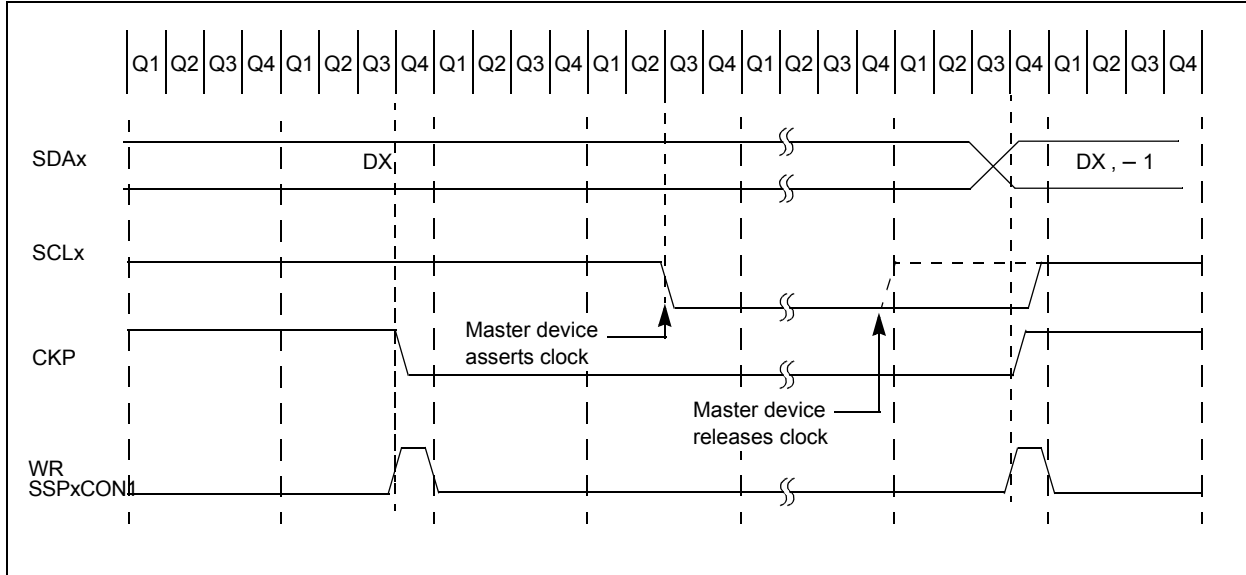 Q1 Q2 Q3 Q4 Q1 Q2 Q3 Q4 Q1 Q2 Q3 Q4 Q1 Q2 Q3 Q4 Q1 Q2 Q3 Q4 Q1 Q2 Q3 Q4 Q1 Q2 Q3 Q4
SDAx
DX
DX , – 1
SCLx
Master device
asserts clock
CKP
Master device
releases clock
WR
SSPxCON1